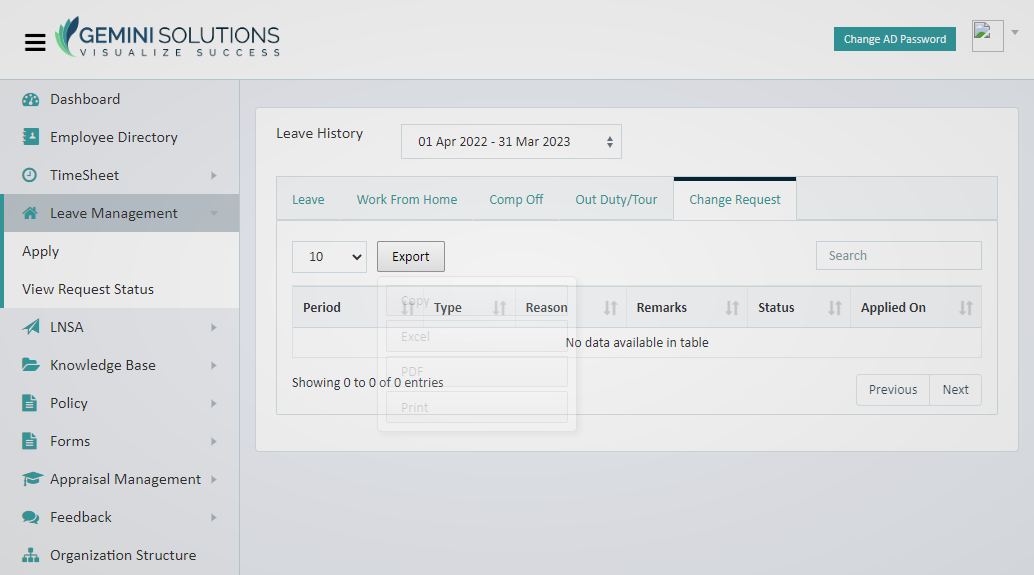 GEMINI SOLUTIONS
VISUALIZE SUCCESS
Change AD Password
Dashboard
Employee Directory
TimeSheet
Leave Management
Apply
View Request Status
LNSA
Knowledge Base
Policy
Forms
Appraisal Management
Feedback
Organization Structure
Leave History
01 Apr 2022 - 31 Mar 2023
Leave Work From Home Comp Off Out Duty/Tour Change Request
10 Export Search
Copy
Excel
PDF
Print
Period Type Reason Remarks Status Applied On
No data available in table
Showing 0 to 0 of 0 entries
Previous Next